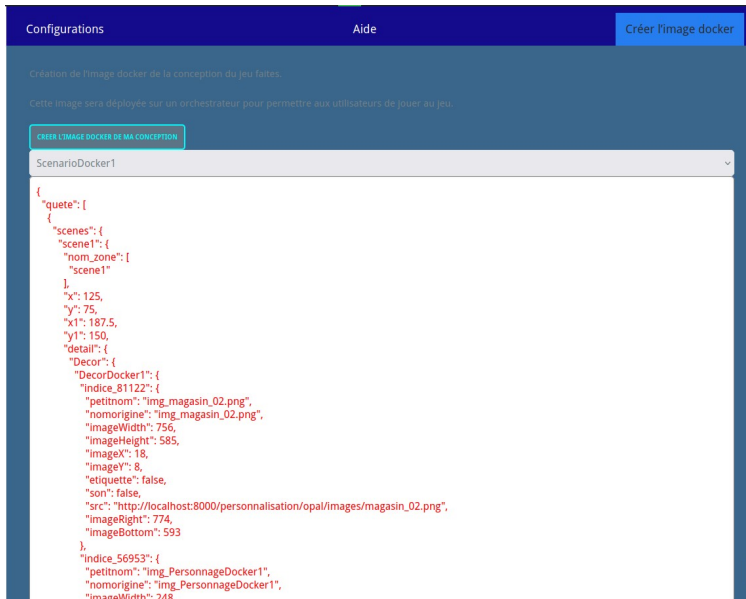 Configurations Aide Créer l'image docker
Création de l'image docker de la conception du jeu faites.
Cette image sera déployée sur un orchestrateur pour permettre aux utilisateurs de jouer au jeu.
CREER L'IMAGE DOCKER DE MA CONCEPTION
ScenarioDocker1
{
"quete": [
{
"scenes": {
"scene1": {
"nom_zone": [
"scene1"
],
"x": 125,
"y": 75,
"x1": 187.5,
"y1": 150,
"detail": {
"Decor": {
"DecorDocker1": {
"indice_81122": {
"petitnom": "img_magasin_02.png",
"nomorigine": "img_magasin_02.png",
"imageWidth": 756,
"imageHeight": 585,
"imageX": 18,
"imageY": 8,
"etiquette": false,
"son": false,
"src": "http://localhost:8000/personnalisation/opal/images/magasin_02.png",
"imageRight": 774,
"imageBottom": 593
},
"indice_56953": {
"petitnom": "img_PersonnageDocker1",
"nomorigine": "img_PersonnageDocker1",
"imageWidth": 248,